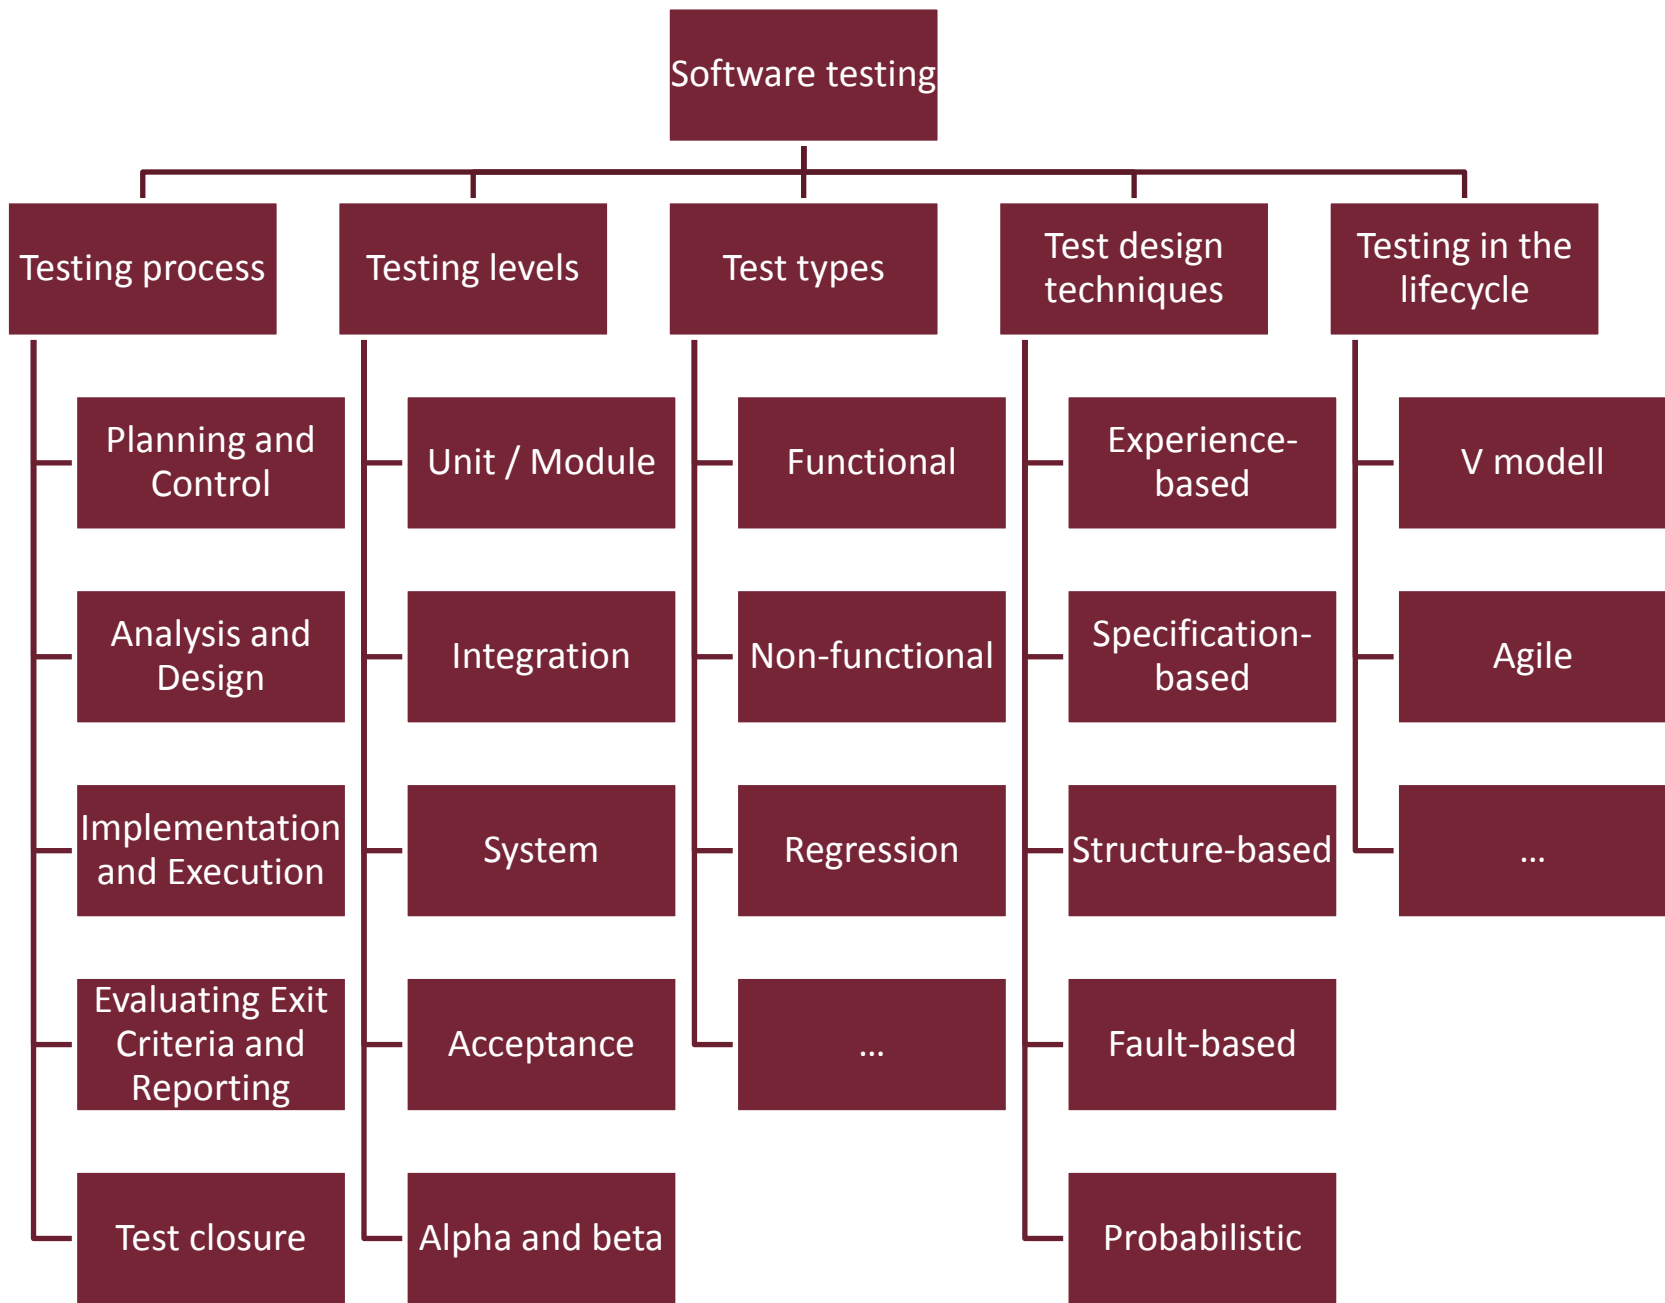 Software testing
Testing process
Testing levels
Test types
Test design
techniques
Testing in the
lifecycle
Planning and
Control
Analysis and
Design
Implementation
and Execution
Evaluating Exit
Criteria and
Reporting
Test closure
Unit / Module
Integration
System
Acceptance
Alpha and beta
Functional
Non-functional
Regression
...
Experience-
based
Specification-
based
Structure-based
Fault-based
Probabilistic
V modell
Agile
...